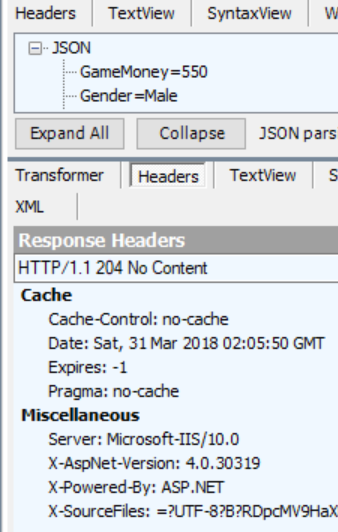 Headers TextView SyntaxView
JSON
GameMoney=550
Gender=Male
Expand All Collapse JSON
Transformer Headers TextView
XML
Response Headers
HTTP/1.1 204 No Content
Cache
Cache-Control: no-cache
Date: Sat, 31 Mar 2018 02:05:50 GMT
Expires: -1
Pragma: no-cache
Miscellaneous
Server: Microsoft-IIS/10.0
X-AspNet-Version: 4.0.30319
X-Powered-By: ASP.NET
X-SourceFiles: =?UTF-8?B?RDpcMV9HaX